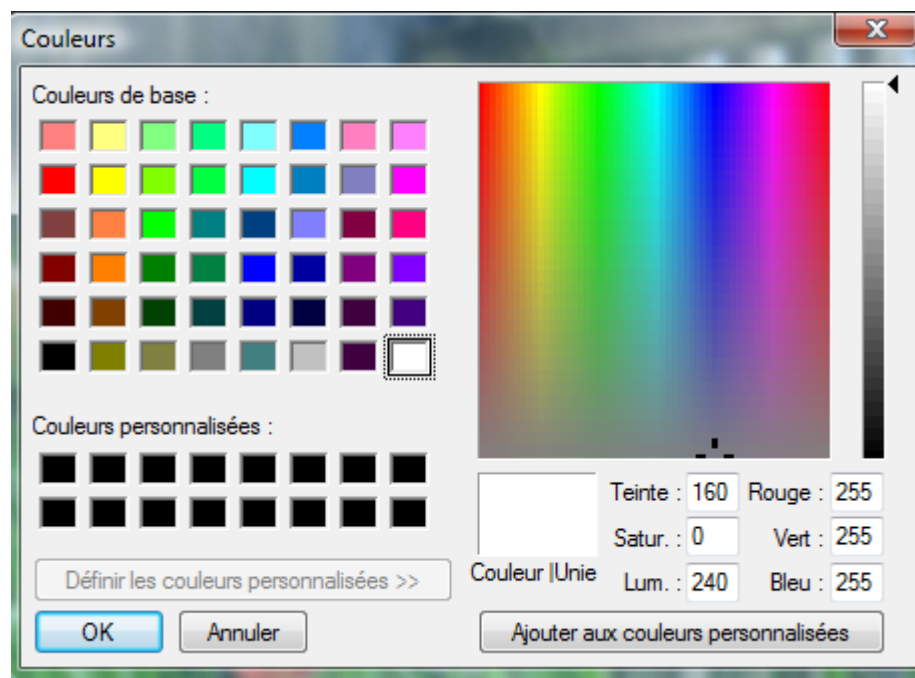 Couleurs
Couleurs de base :
Couleurs personnalisées :
Définir les couleurs personnalisées >>
OK
Annuler
Couleur |Unie
Teinte : 160
Rouge : 255
Satur. : 0
Vert : 255
Lum. : 240
Bleu : 255
Ajouter aux couleurs personnalisées